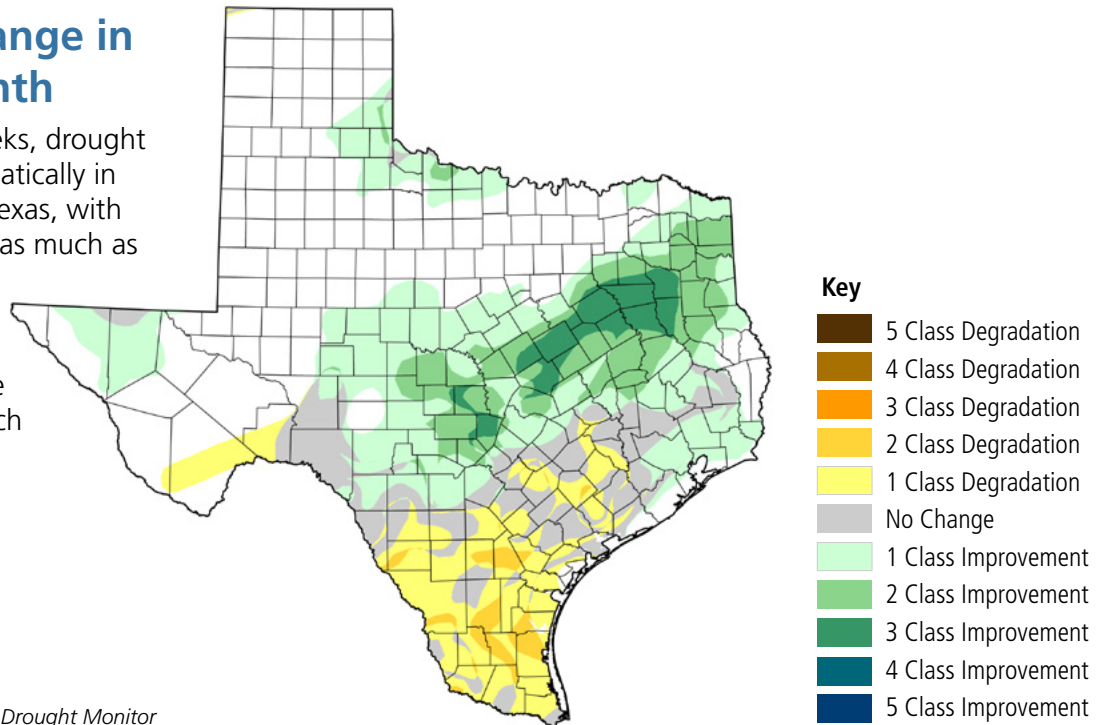 ange in
nth
eks, drought
atically in
exas, with
as much as
e
ch
Drought Monitor
Key
5 Class Degradation
4 Class Degradation
3 Class Degradation
2 Class Degradation
1 Class Degradation
No Change
1 Class Improvement
2 Class Improvement
3 Class Improvement
4 Class Improvement
5 Class Improvement